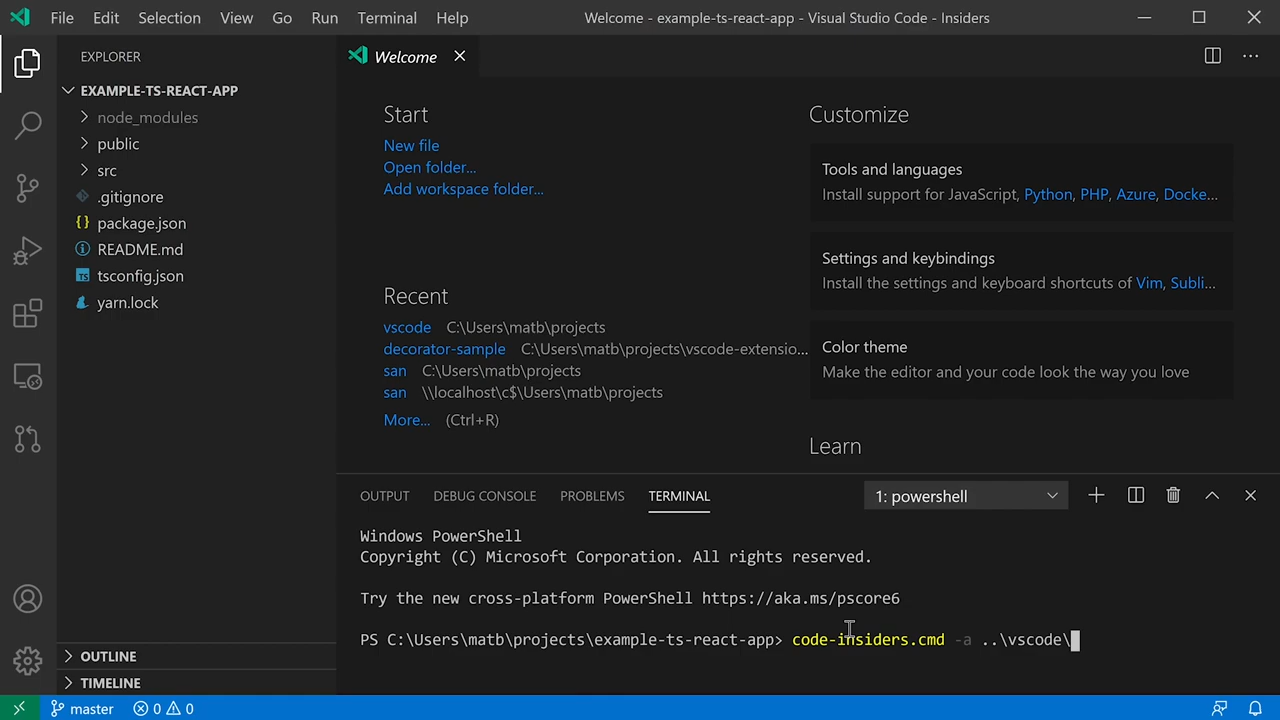 File Edit Selection View Go Run Terminal Help Welcome - example-ts-react-app - Visual Studio Code - Insiders
EXPLORER
EXAMPLE-TS-REACT-APP
node_modules
public
src
.gitignore
{} package.json
README.md
TS tsconfig.json
yarn.lock
OUTLINE
TIMELINE
Welcome
Start
New file
Open folder...
Add workspace folder...
Recent
vscode C:\Users\matb\projects
decorator-sample C:\Users\matb\projects\vscode-extensio...
san C:\Users\matb\projects
san \\localhost\c$\Users\matb\projects
More... (Ctrl+R)
Customize
Tools and languages
Install support for JavaScript, Python, PHP, Azure, Docke...
Settings and keybindings
Install the settings and keyboard shortcuts of Vim, Subli...
Color theme
Make the editor and your code look the way you love
Learn
OUTPUT DEBUG CONSOLE PROBLEMS TERMINAL 1: powershell
Windows PowerShell
Copyright (C) Microsoft Corporation. All rights reserved.
Try the new cross-platform PowerShell https://aka.ms/pscore6
PS C:\Users\matb\projects\example-ts-react-app> code-insiders.cmd -a ..\vscode\
master 0 0